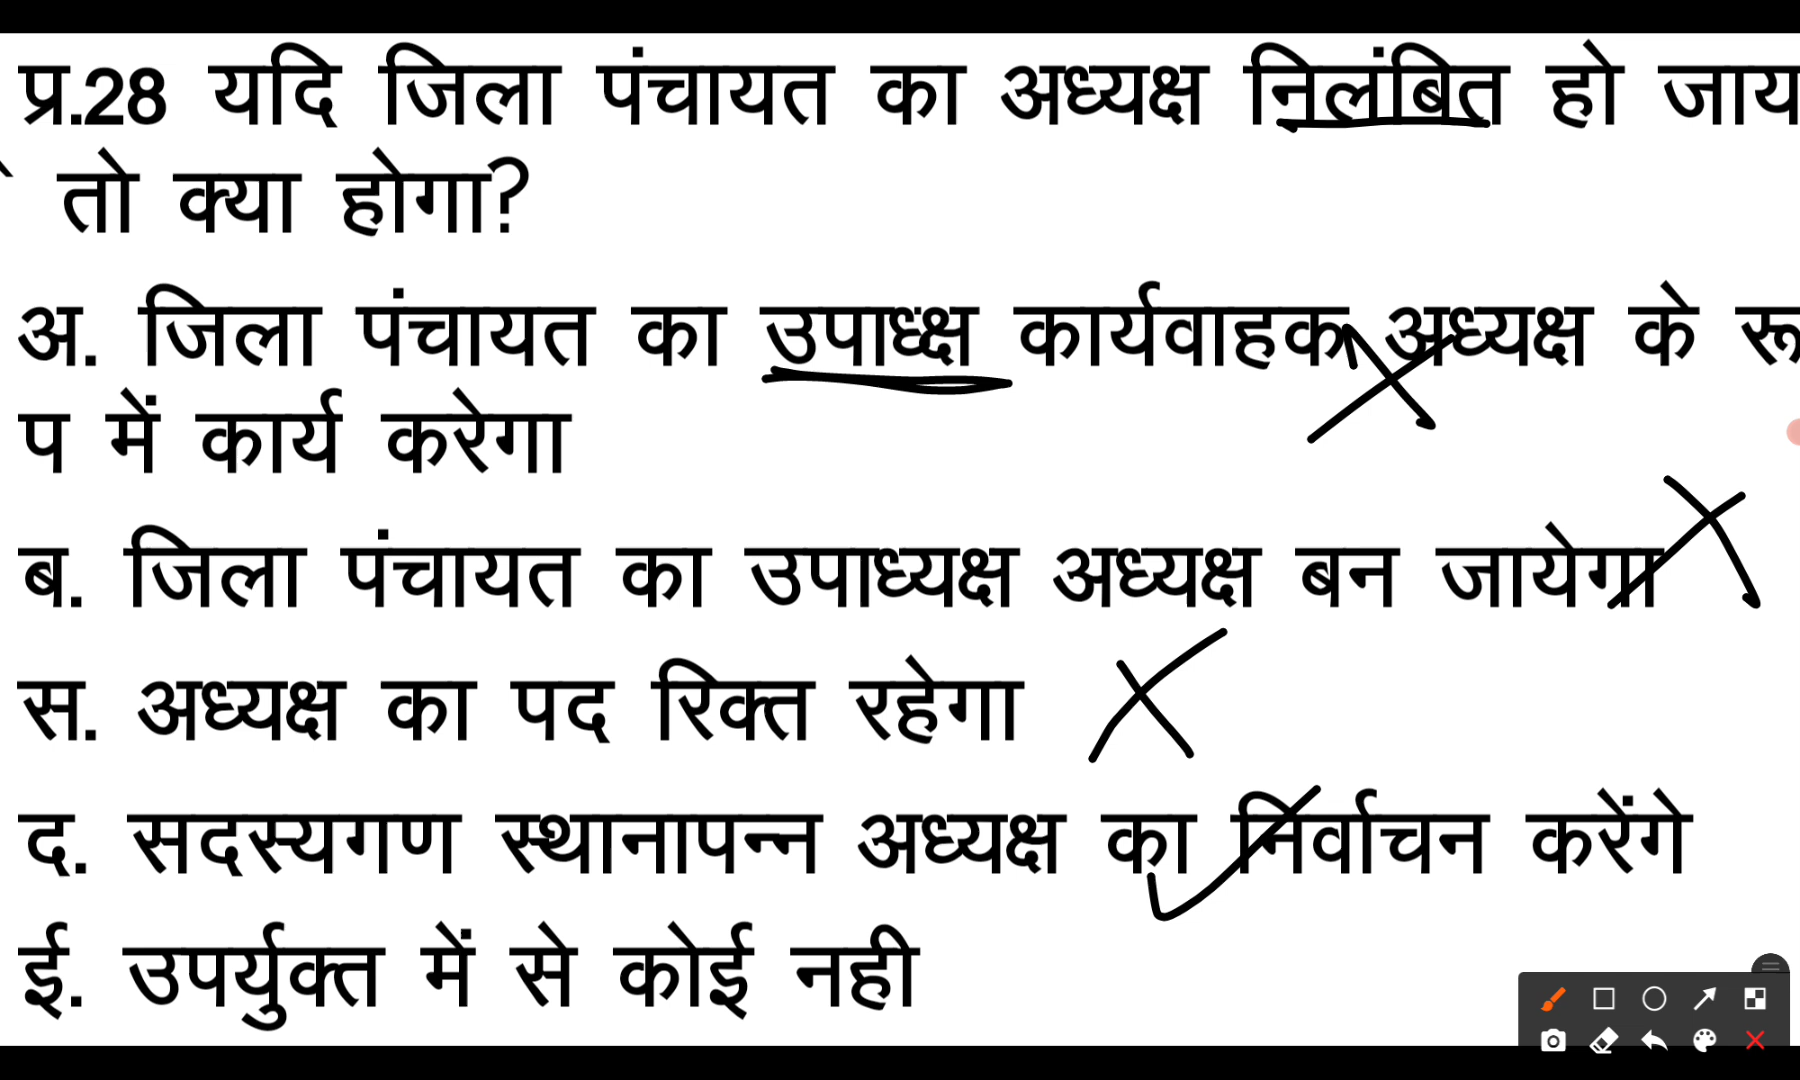 प्र.28 यदि जिला पंचायत का अध्यक्ष निलंबित हो जाय
े तो क्या होगा?
अ. जिला पंचायत का उपाध्क्ष कार्यवाहक अध्यक्ष के रू
प में कार्य करेगा
ब. जिला पंचायत का उपाध्यक्ष अध्यक्ष बन जायेगा
स. अध्यक्ष का पद रिक्त रहेगा
द. सदस्यगण स्थानापन्न अध्यक्ष का निर्वाचन करेंगे
ई. उपर्युक्त में से कोई नही